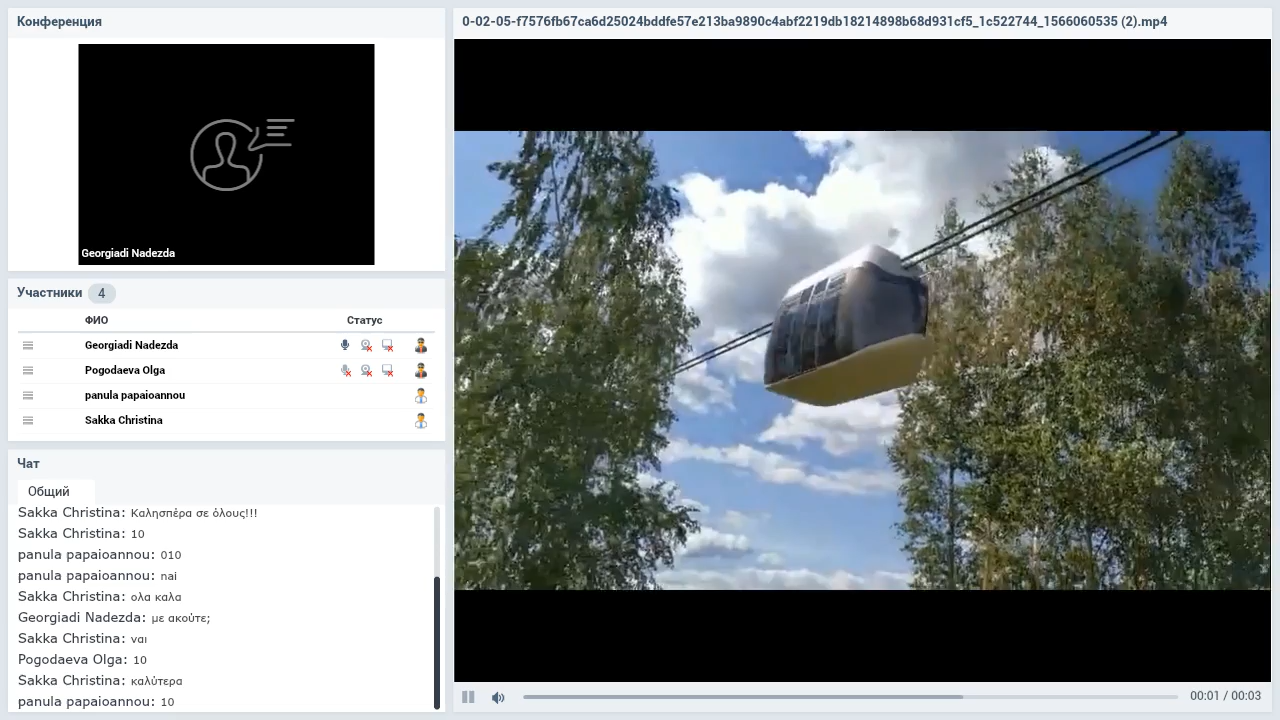 Конференция
Georgiadi Nadezda
Участники 4
ФИО Статус
Georgiadi Nadezda
Pogodaeva Olga
panula papaioannou
Sakka Christina
Чат
Общий
Sakka Christina: Καλησπέρα σε όλους!!!
Sakka Christina: 10
panula papaioannou: 010
panula papaioannou: nai
Sakka Christina: ολα καλα
Georgiadi Nadezda: με ακούτε;
Sakka Christina: ναι
Pogodaeva Olga: 10
Sakka Christina: καλύτερα
panula papaioannou: 10
0-02-05-f7576fb67ca6d25024bddfe57e213ba9890c4abf2219db18214898b68d931cf5_1c522744_1566060535 (2).mp4
00:01 / 00:03